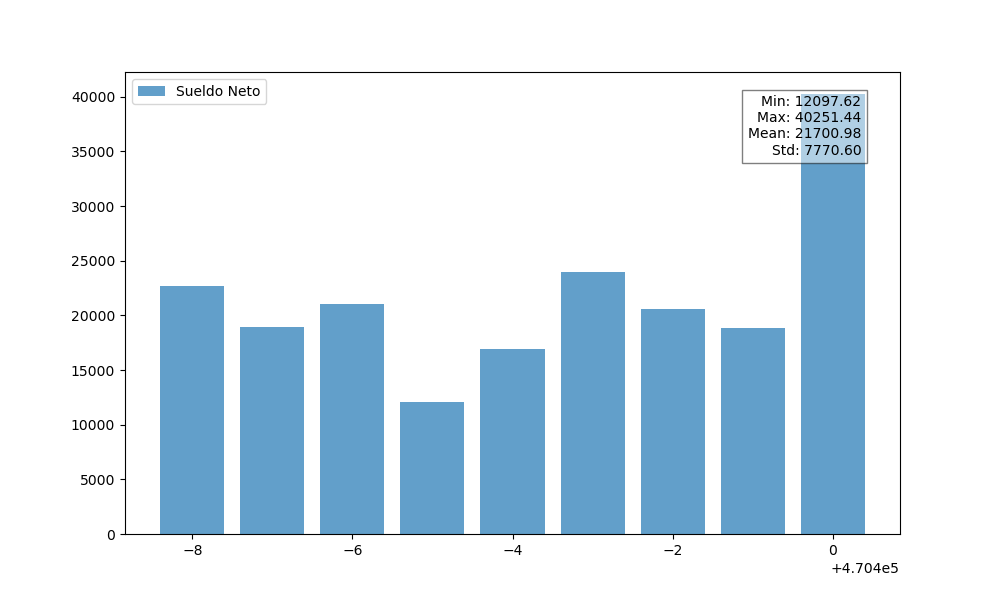 Sueldo Neto
Min: 12097.62
Max: 40251.44
Mean: 21700.98
Std: 7770.60
40000
35000
30000
25000
20000
15000
10000
5000
0
−8 −6 −4 −2 0
+4.704e5